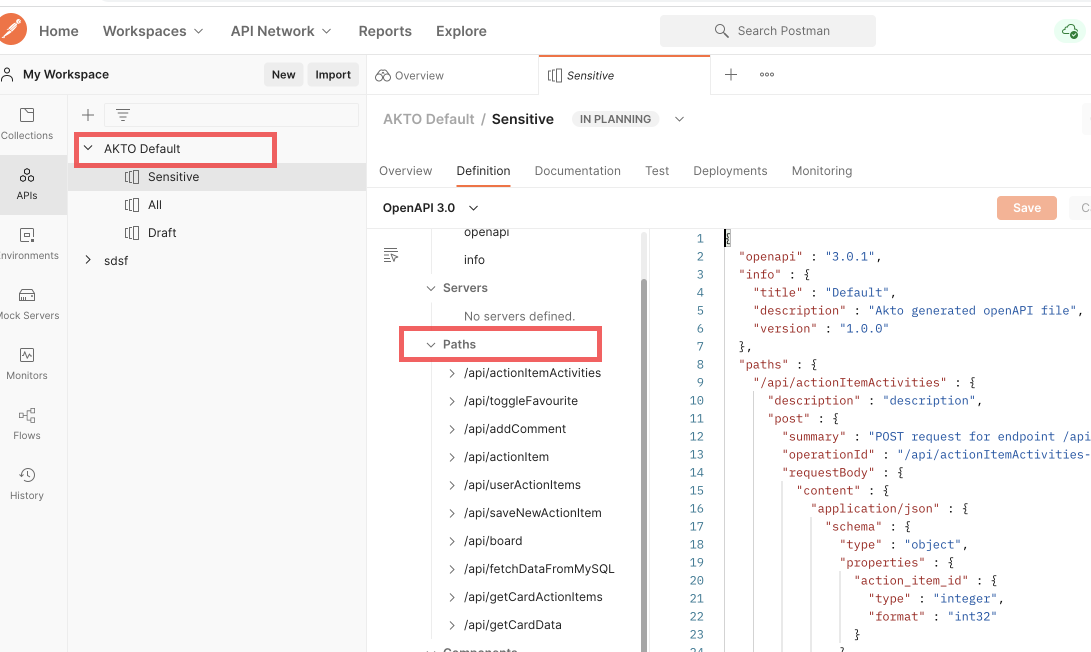 Home Workspaces API Network Reports Explore Search Postman
My Workspace New Import Overview Sensitive
AKTO Default / Sensitive IN PLANNING
Collections
APIs
Environments
Mock Servers
Monitors
Flows
History
AKTO Default
Sensitive
All
Draft
sdsf
Overview Definition Documentation Test Deployments Monitoring
OpenAPI 3.0 Save
openapi
info
Servers
No servers defined.
Paths
/api/actionItemActivities
/api/toggleFavourite
/api/addComment
/api/actionItem
/api/userActionItems
/api/saveNewActionItem
/api/board
/api/fetchDataFromMySQL
/api/getCardActionItems
/api/getCardData
Components
1 {
2 "openapi" : "3.0.1",
3 "info" : {
4 "title" : "Default",
5 "description" : "Akto generated openAPI file",
6 "version" : "1.0.0"
7 },
8 "paths" : {
9 "/api/actionItemActivities" : {
10 "description" : "description",
11 "post" : {
12 "summary" : "POST request for endpoint /api
13 "operationId" : "/api/actionItemActivities-
14 "requestBody" : {
15 "content" : {
16 "application/json" : {
17 "schema" : {
18 "type" : "object",
19 "properties" : {
20 "action_item_id" : {
21 "type" : "integer",
22 "format" : "int32"
23 }
24 }